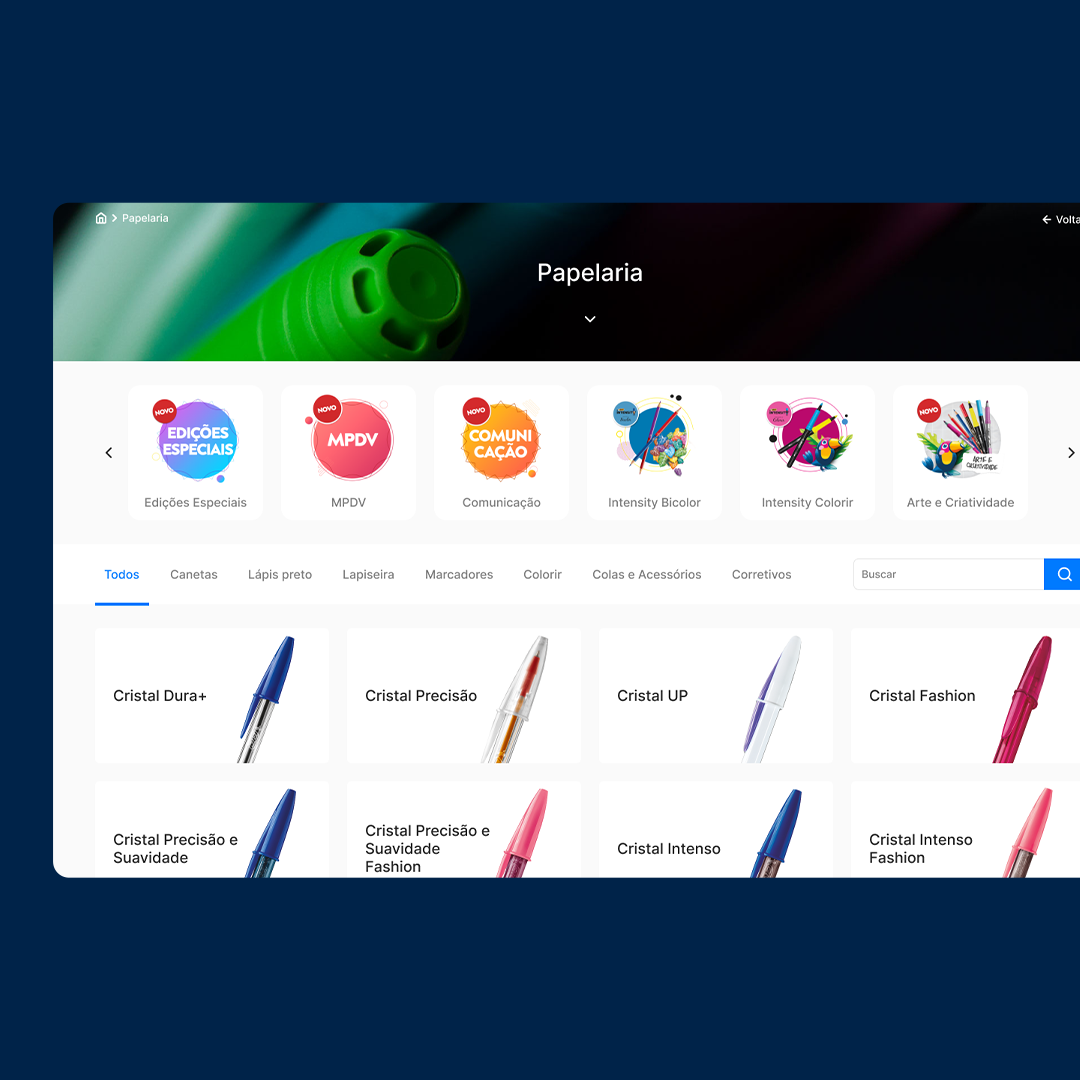 Papelaria
Volta
Papelaria
NOVO
EDIÇÕES
ESPECIAIS
Edições Especiais
NOVO
MPDV
MPDV
NOVO
COMUNI
CAÇÃO
Comunicação
Intensity Bicolor
Intensity Colorir
NOVO
ARTE E
CRIATIVIDADE
Arte e Criatividade
Todos Canetas Lápis preto Lapiseira Marcadores Colorir Colas e Acessórios Corretivos
Buscar
Cristal Dura+
Cristal Precisão
Cristal UP
Cristal Fashion
Cristal Precisão e
Suavidade
Cristal Precisão e
Suavidade
Fashion
Cristal Intenso
Cristal Intenso
Fashion